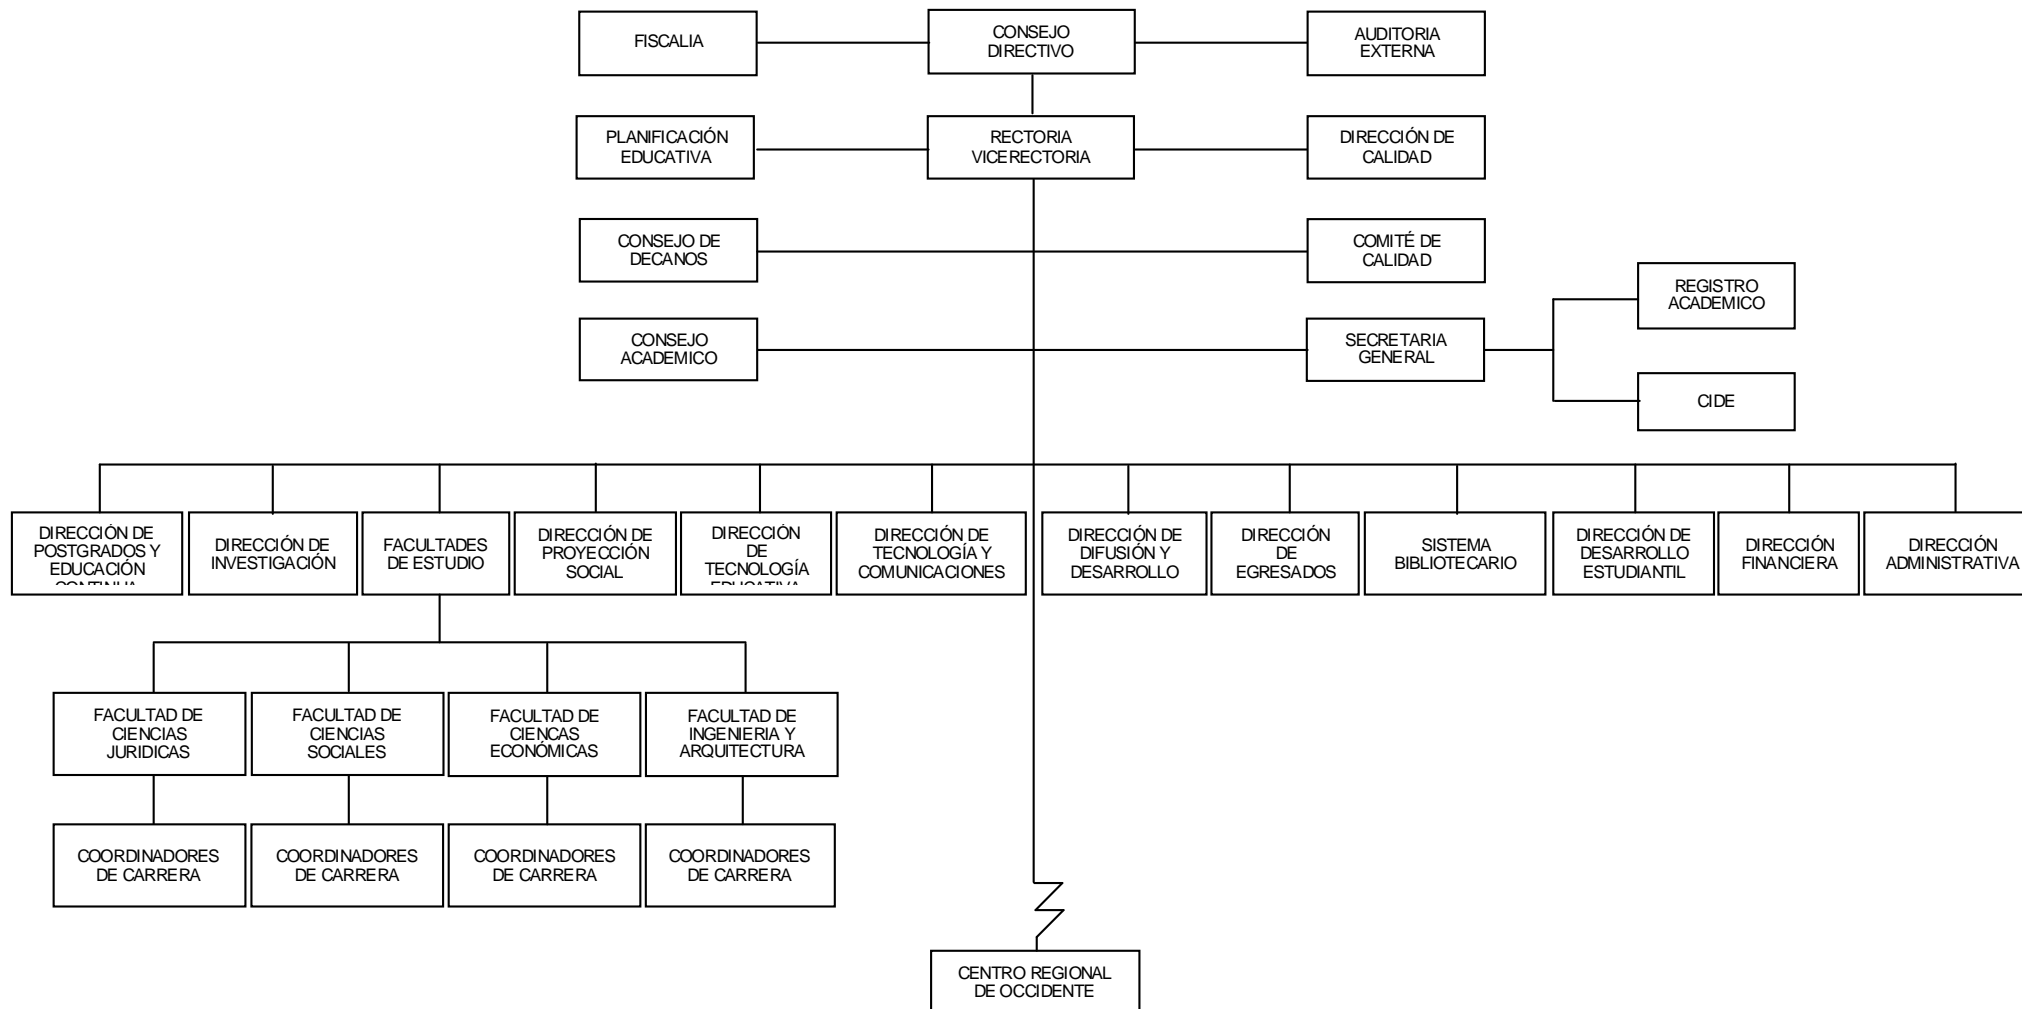 FISCALIA
CONSEJO
DIRECTIVO
AUDITORIA
EXTERNA
PLANIFICACIÓN
EDUCATIVA
RECTORIA
VICERECTORIA
DIRECCIÓN DE
CALIDAD
CONSEJO DE
DECANOS
COMITÉ DE
CALIDAD
REGISTRO
ACADEMICO
CONSEJO
ACADEMICO
SECRETARIA
GENERAL
CIDE
DIRECCIÓN DE
POSTGRADOS Y
EDUCACIÓN
CONTINUA
DIRECCIÓN DE
INVESTIGACIÓN
FACULTADES
DE ESTUDIO
DIRECCIÓN DE
PROYECCIÓN
SOCIAL
DIRECCIÓN
DE
TECNOLOGÍA
EDUCATIVA
DIRECCIÓN DE
TECNOLOGÍA Y
COMUNICACIONES
DIRECCIÓN DE
DIFUSIÓN Y
DESARROLLO
DIRECCIÓN
DE
EGRESADOS
SISTEMA
BIBLIOTECARIO
DIRECCIÓN DE
DESARROLLO
ESTUDIANTIL
DIRECCIÓN
FINANCIERA
DIRECCIÓN
ADMINISTRATIVA
FACULTAD DE
CIENCIAS
JURIDICAS
FACULTAD DE
CIENCIAS
SOCIALES
FACULTAD DE
CIENCAS
ECONÓMICAS
FACULTAD DE
INGENIERIA Y
ARQUITECTURA
COORDINADORES
DE CARRERA
COORDINADORES
DE CARRERA
COORDINADORES
DE CARRERA
COORDINADORES
DE CARRERA
CENTRO REGIONAL
DE OCCIDENTE